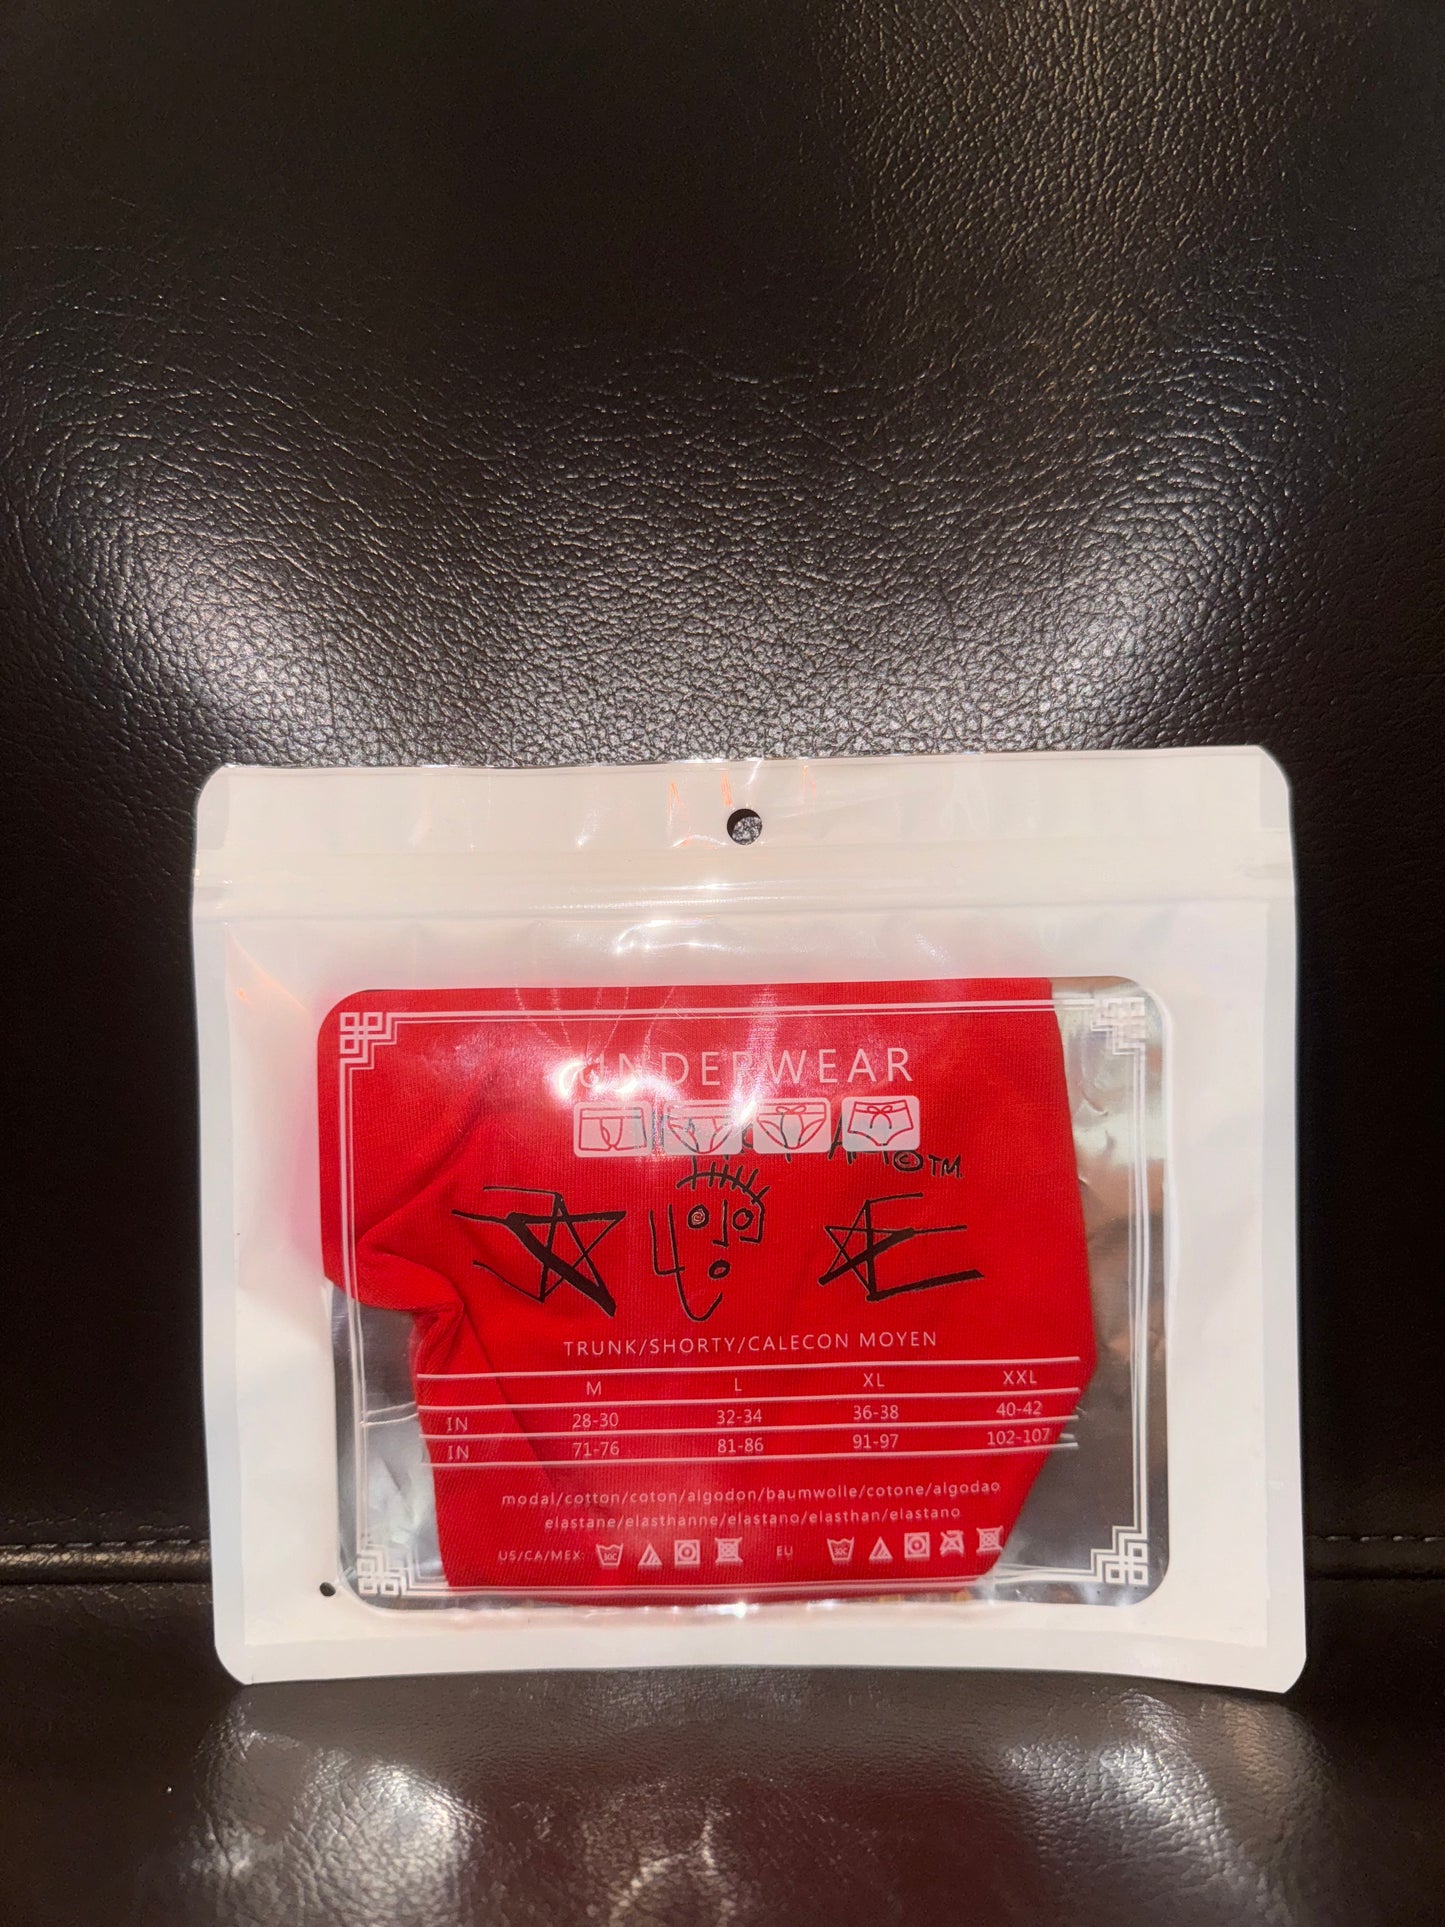 UNDERWEAR
© TM.
TRUNK/SHORTY/CALECON MOYEN
M L XL XXL
IN 28-30 32-34 36-38 40-42
IN 71-76 81-86 91-97 102-107
modal/cotton/coton/algodon/baumwolle/cotone/algodao
elastane/elasthanne/elastano/elasthan/elastano
US/CA/MEX: 30C EU 30C